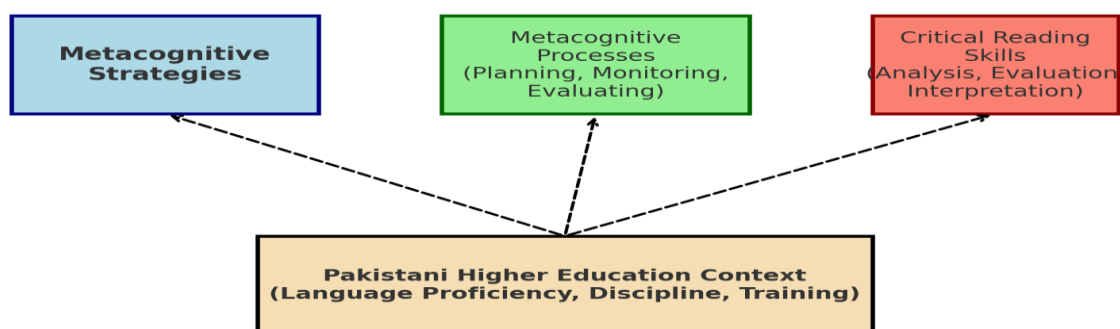 Metacognitive
Strategies
Metacognitive
Processes
(Planning, Monitoring,
Evaluating)
Critical Reading
Skills
(Analysis, Evaluation
Interpretation)
Pakistani Higher Education Context
(Language Proficiency, Discipline, Training)